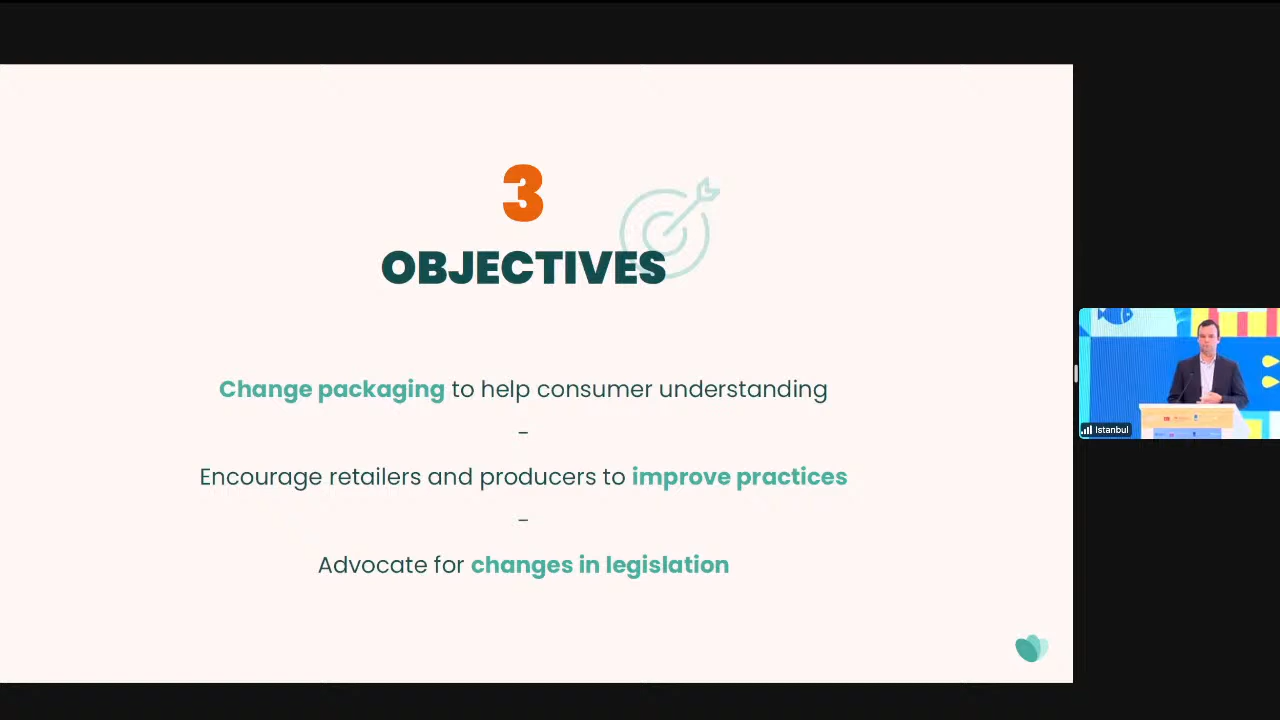 3
OBJECTIVES
Change packaging to help consumer understanding
–
Encourage retailers and producers to improve practices
–
Advocate for changes in legislation
Istanbul